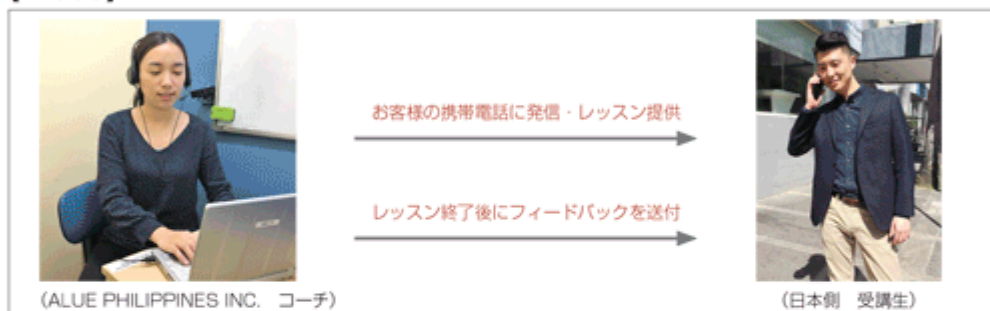 お客様の携帯電話に発信・レッスン提供
レッスン終了後にフィードバックを送付
(ALUE PHILIPPINES INC. コーチ)
(日本側 受講生)